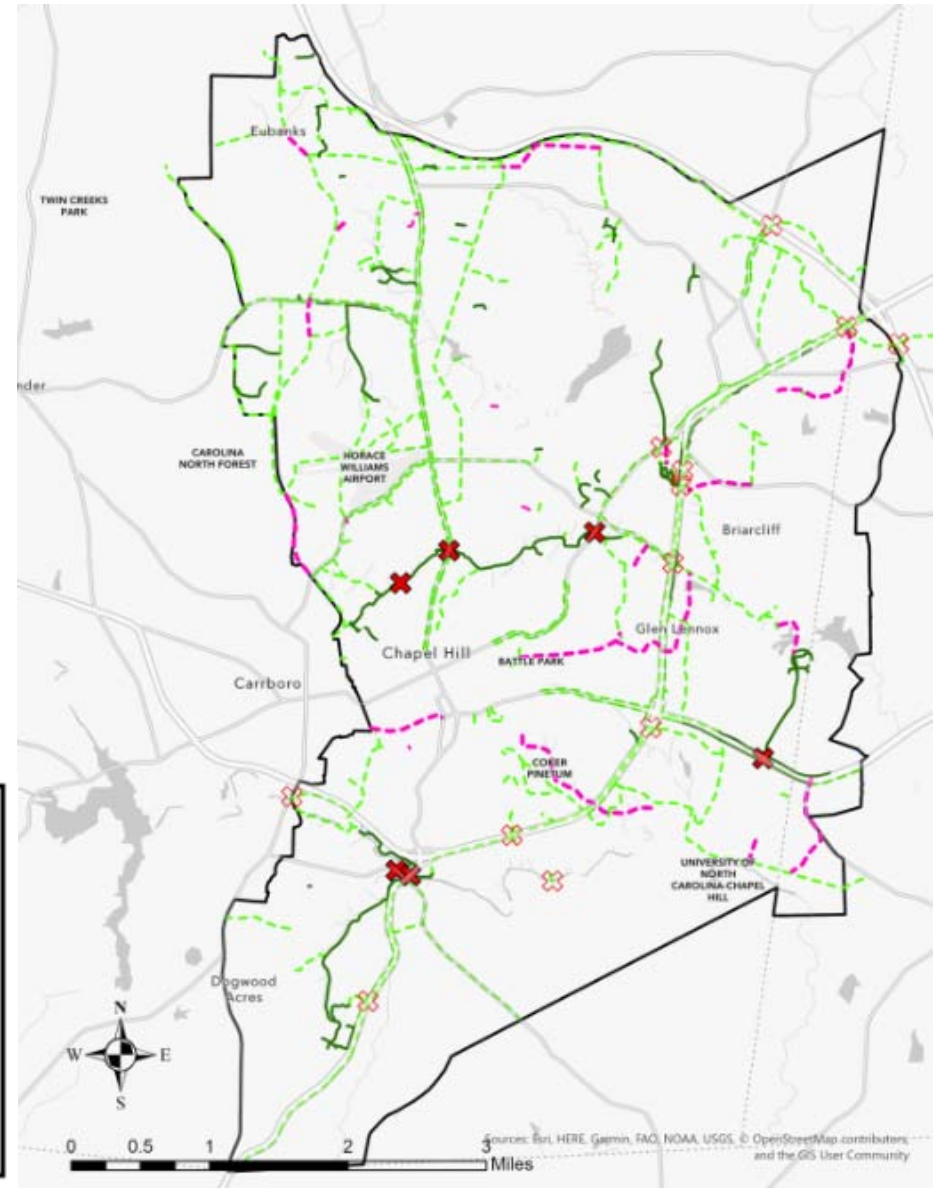 Eubanks
TWIN CREEKS
PARK
nder
CAROLINA
NORTH FOREST
HORACE
WILLIAMS
AIRPORT
Briarcliff
Glen Lennox
Chapel Hill
BATTLE PARK
Carrboro
COKER
PINETUM
UNIVERSITY OF
NORTH
CAROLINA-CHAPEL
HILL
Dogwood
Acres
N
W E
S
0 0.5 1 2 3
Miles
Sources: Esri, HERE, Garmin, FAO, NOAA, USGS, © OpenStreetMap contributors,
and the GIS User Community